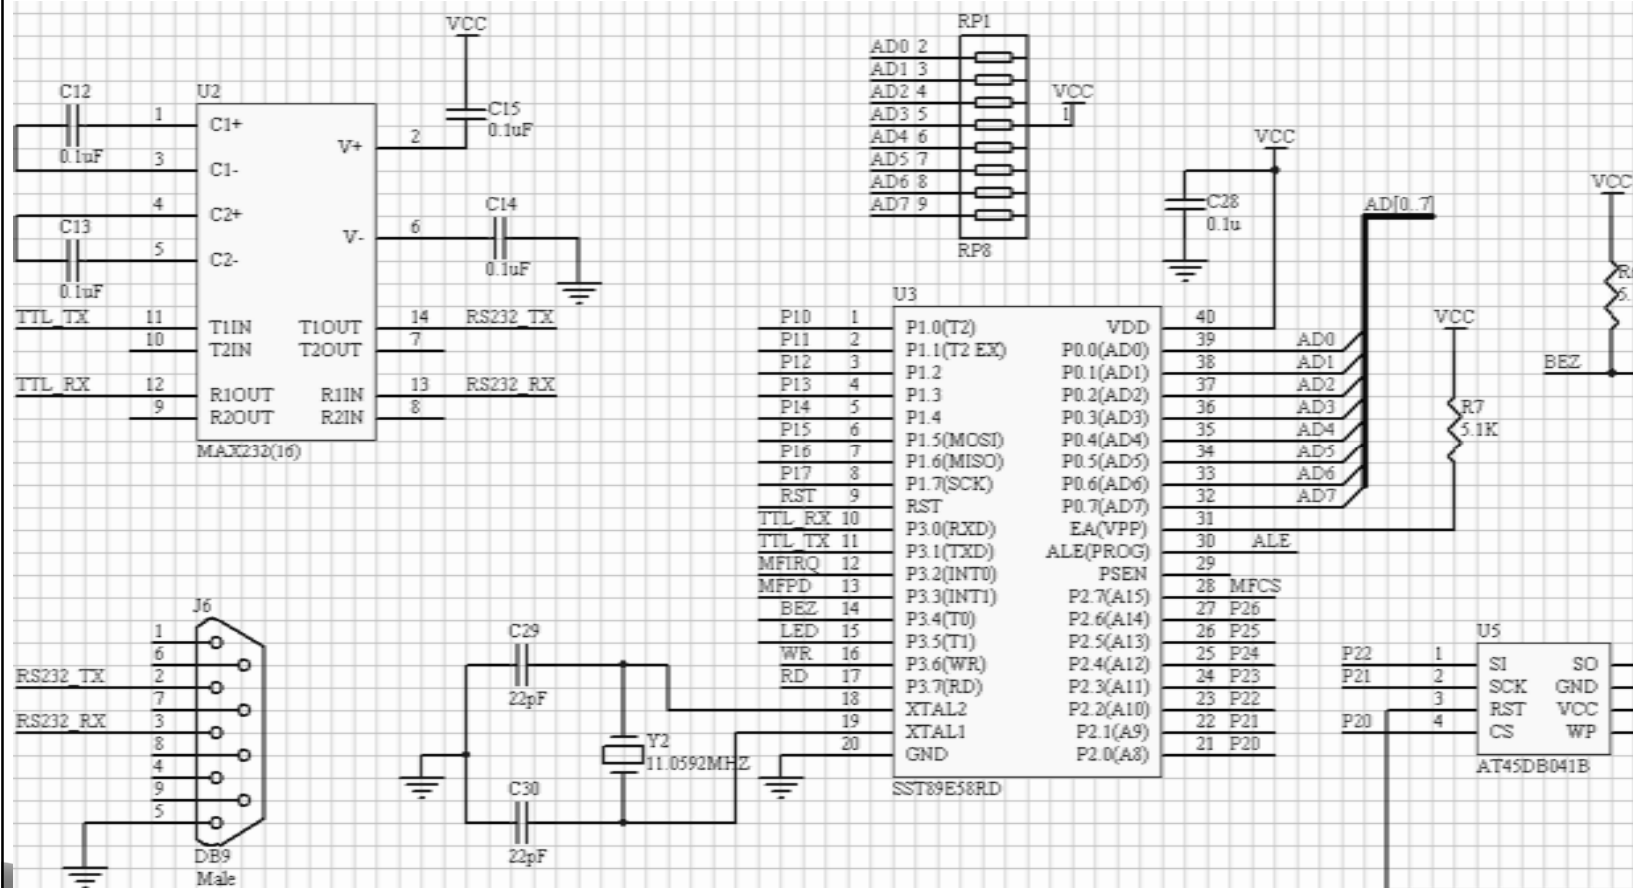 VCC
C12
0.1uF
C13
0.1uF
U2
1 C1+
3 C1-
4 C2+
5 C2-
V+ 2
V- 6
C15
0.1uF
C14
0.1uF
TTL_TX 11 T1IN T1OUT 14 RS232_TX
10 T2IN T2OUT 7
TTL_RX 12 R1OUT R1IN 13 RS232_RX
9 R2OUT R2IN 8
MAX232(16)
RP1
AD0 2
AD1 3
AD2 4
AD3 5
AD4 6
AD5 7
AD6 8
AD7 9
VCC
1
RP8
VCC
C28
0.1u
AD[0..7]
VCC
BEZ
VCC
R7
5.1K
U3
P10 1 P1.0(T2) VDD 40
P11 2 P1.1(T2 EX) P0.0(AD0) 39 AD0
P12 3 P1.2 P0.1(AD1) 38 AD1
P13 4 P1.3 P0.2(AD2) 37 AD2
P14 5 P1.4 P0.3(AD3) 36 AD3
P15 6 P1.5(MOSI) P0.4(AD4) 35 AD4
P16 7 P1.6(MISO) P0.5(AD5) 34 AD5
P17 8 P1.7(SCK) P0.6(AD6) 33 AD6
RST 9 RST P0.7(AD7) 32 AD7
TTL_RX 10 P3.0(RXD) EA(VPP) 31
TTL_TX 11 P3.1(TXD) ALE(PROG) 30 ALE
MFIRQ 12 P3.2(INT0) PSEN 29
MFPD 13 P3.3(INT1) P2.7(A15) 28 MFCS
BEZ 14 P3.4(T0) P2.6(A14) 27 P26
LED 15 P3.5(T1) P2.5(A13) 26 P25
WR 16 P3.6(WR) P2.4(A12) 25 P24
RD 17 P3.7(RD) P2.3(A11) 24 P23
18 XTAL2 P2.2(A10) 23 P22
19 XTAL1 P2.1(A9) 22 P21
20 GND P2.0(A8) 21 P20
SST89E58RD
J6
1
6
RS232_TX 2
7
RS232_RX 3
8
4
9
5
DB9
Male
C29
22pF
Y2
11.0592MHZ
C30
22pF
U5
P22 1 SI SO
P21 2 SCK GND
3 RST VCC
P20 4 CS WP
AT45DB041B